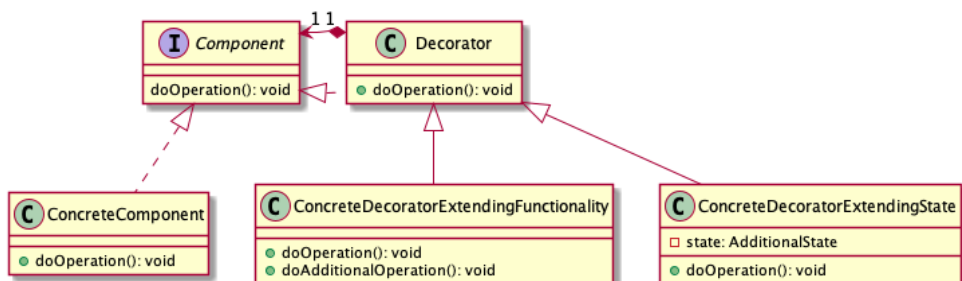 1 1
I Component
doOperation(): void
C Decorator
doOperation(): void
C ConcreteComponent
doOperation(): void
C ConcreteDecoratorExtendingFunctionality
doOperation(): void
doAdditionalOperation(): void
C ConcreteDecoratorExtendingState
state: AdditionalState
doOperation(): void